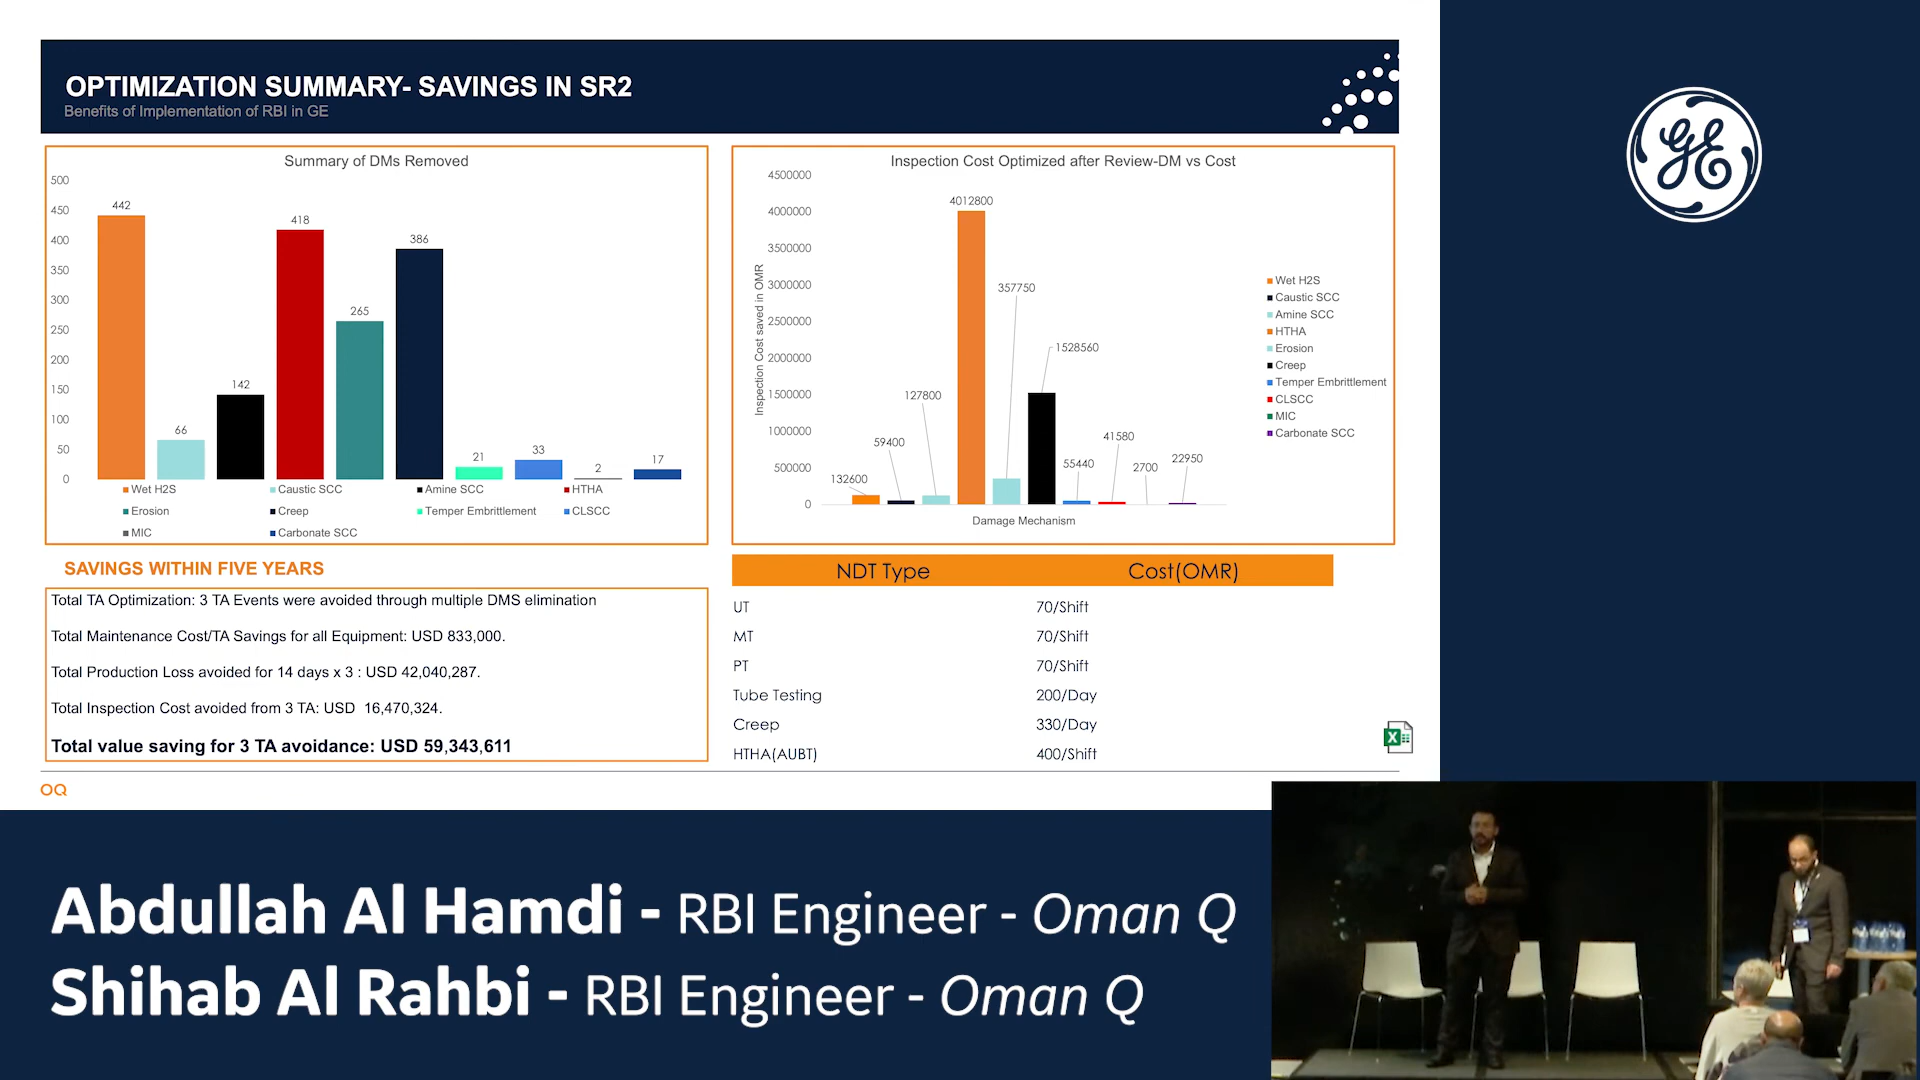 OPTIMIZATION SUMMARY- SAVINGS IN SR2
Benefits of Implementation of RBI in GE
GE
Summary of DMs Removed
500
450
400
350
300
250
200
150
100
50
0
442
66
142
418
265
386
21
33
2
17
Wet H2S
Caustic SCC
Amine SCC
HTHA
Erosion
Creep
Temper Embrittlement
CLSCC
MIC
Carbonate SCC
Inspection Cost Optimized after Review-DM vs Cost
Inspection Cost saved in OMR
4500000
4000000
3500000
3000000
2500000
2000000
1500000
1000000
500000
0
132600
59400
127800
4012800
357750
1528560
55440
41580
2700
22950
Damage Mechanism
Wet H2S
Caustic SCC
Amine SCC
HTHA
Erosion
Creep
Temper Embrittlement
CLSCC
MIC
Carbonate SCC
SAVINGS WITHIN FIVE YEARS
Total TA Optimization: 3 TA Events were avoided through multiple DMS elimination
Total Maintenance Cost/TA Savings for all Equipment: USD 833,000.
Total Production Loss avoided for 14 days x 3 : USD 42,040,287.
Total Inspection Cost avoided from 3 TA: USD 16,470,324.
Total value saving for 3 TA avoidance: USD 59,343,611
NDT Type Cost(OMR)
UT 70/Shift
MT 70/Shift
PT 70/Shift
Tube Testing 200/Day
Creep 330/Day
HTHA(AUBT) 400/Shift
X
OQ
Abdullah Al Hamdi - RBI Engineer - Oman Q
Shihab Al Rahbi - RBI Engineer - Oman Q